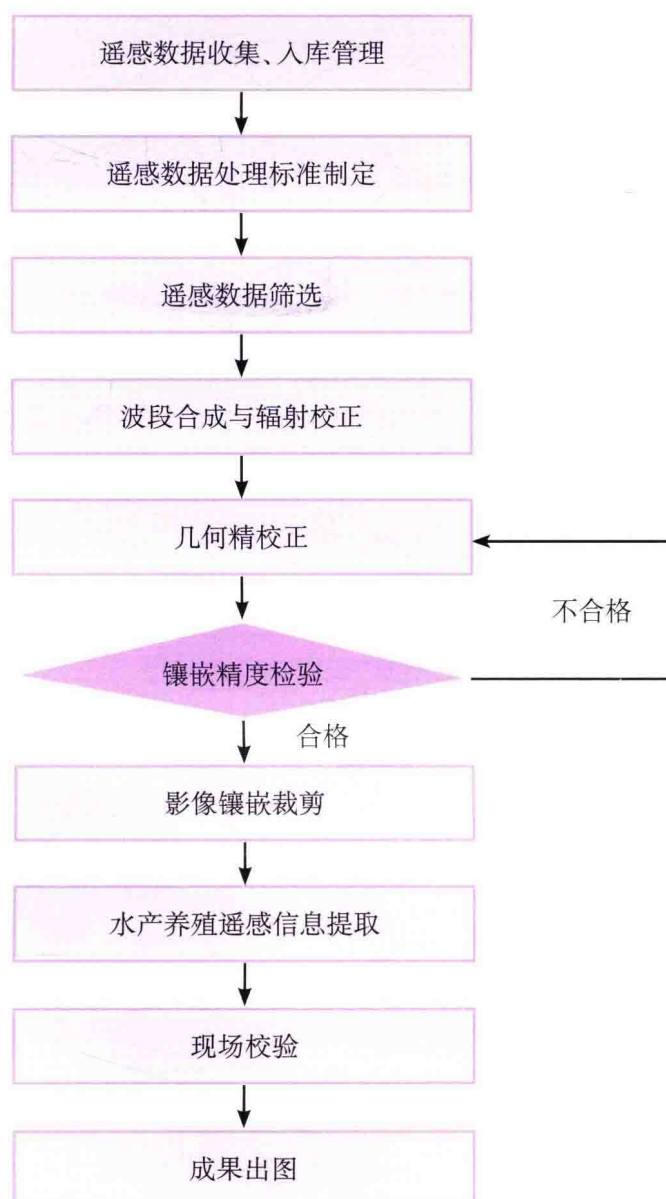 遥感数据收集、入库管理
遥感数据处理标准制定
遥感数据筛选
波段合成与辐射校正
几何精校正
不合格
镶嵌精度检验
合格
影像镶嵌裁剪
水产养殖遥感信息提取
现场校验
成果出图